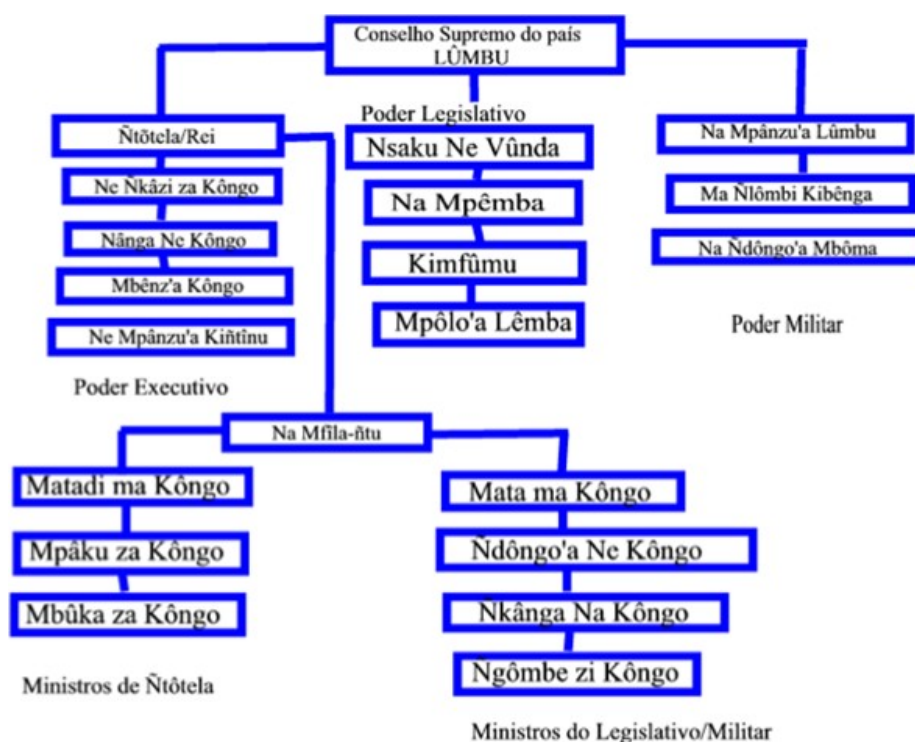 Conselho Supremo do país
LÛMBU
Poder Legislativo
Ñtõtela/Rei
Ne Ñkâzi za Kôngo
Nânga Ne Kôngo
Mbênz'a Kôngo
Ne Mpânzu'a Kiñtînu
Poder Executivo
Nsaku Ne Vûnda
Na Mpêmba
Kimfûmu
Mpôlo'a Lêmba
Na Mpânzu'a Lûmbu
Ma Ñlômbi Kibênga
Na Ñdôngo'a Mbôma
Poder Militar
Na Mfîla-ñtu
Matadi ma Kôngo
Mpâku za Kôngo
Mbûka za Kôngo
Ministros de Ñtôtela
Mata ma Kôngo
Ñdôngo'a Ne Kôngo
Ñkânga Na Kôngo
Ñgômbe zi Kôngo
Ministros do Legislativo/Militar